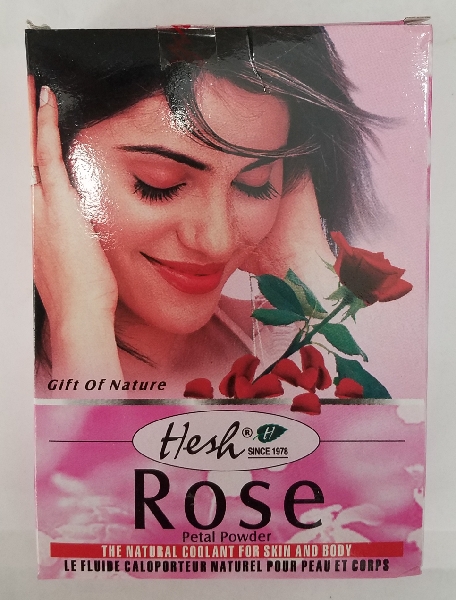 Gift Of Nature
Hesh® H
SINCE 1978
Rose
Petal Powder
THE NATURAL COOLANT FOR SKIN AND BODY
LE FLUIDE CALOPORTEUR NATUREL POUR PEAU ET CORPS